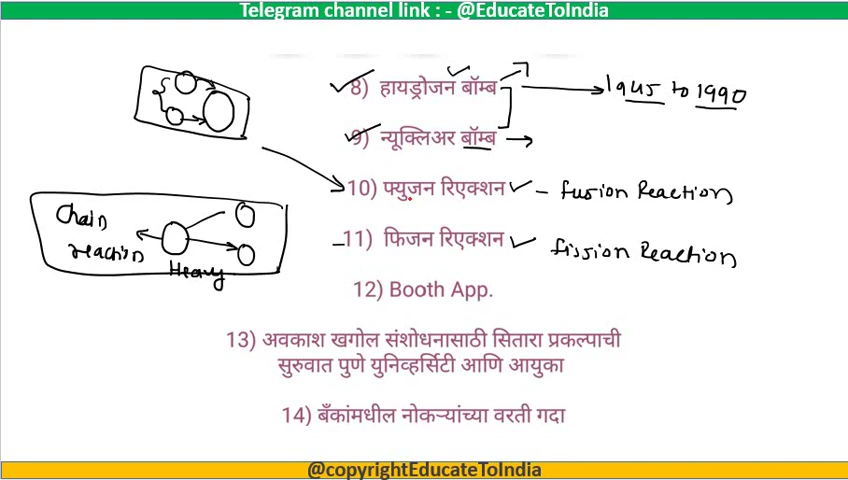 Telegram channel link : - @EducateToIndia
8) हायड्रोजन बॉम्ब 1945 to 1990
9) न्यूक्लिअर बॉम्ब
10) फ्युजन रिएक्शन - fusion Reaction
Chain
reaction
Heavy
11) फिजन रिएक्शन fission Reaction
12) Booth App.
13) अवकाश खगोल संशोधनासाठी सितारा प्रकल्पाची
सुरुवात पुणे युनिव्हर्सिटी आणि आयुका
14) बँकांमधील नोकऱ्यांच्या वरती गदा
@copyrightEducateToIndia